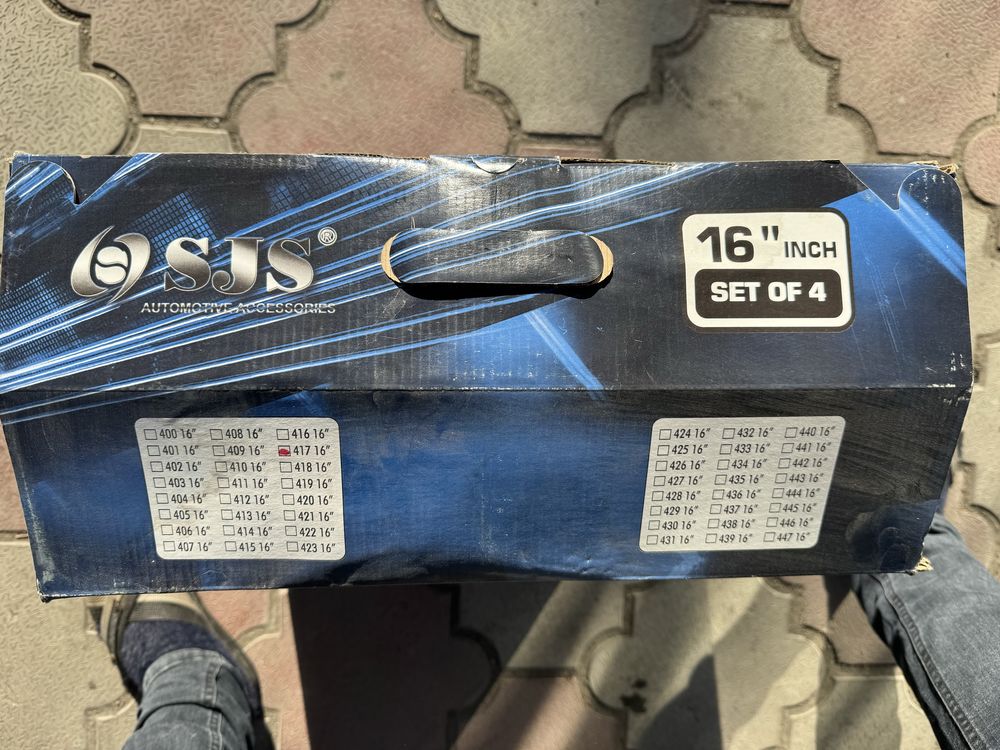 SJS®
AUTOMOTIVE ACCESSORIES
16" INCH
SET OF 4
400 16" 408 16" 416 16"
401 16" 409 16" 417 16"
402 16" 410 16" 418 16"
403 16" 411 16" 419 16"
404 16" 412 16" 420 16"
405 16" 413 16" 421 16"
406 16" 414 16" 422 16"
407 16" 415 16" 423 16"
424 16" 432 16" 440 16"
425 16" 433 16" 441 16"
426 16" 434 16" 442 16"
427 16" 435 16" 443 16"
428 16" 436 16" 444 16"
429 16" 437 16" 445 16"
430 16" 438 16" 446 16"
431 16" 439 16" 447 16"